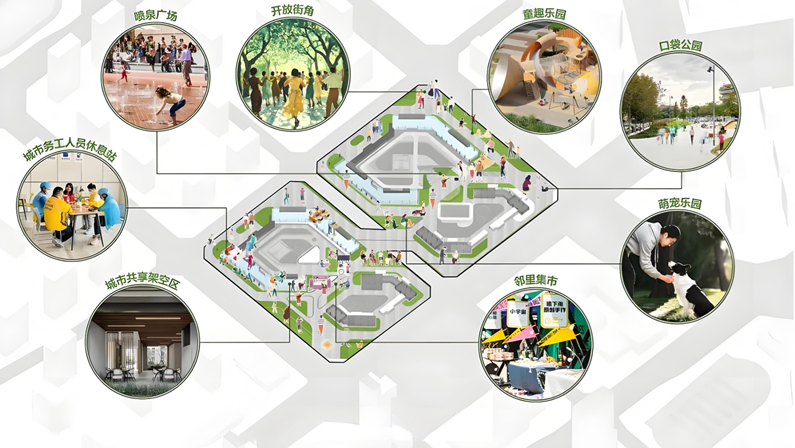 喷泉广场
开放街角
童趣乐园
口袋公园
城市务工人员休息站
萌宠乐园
城市共享架空区
邻里集市